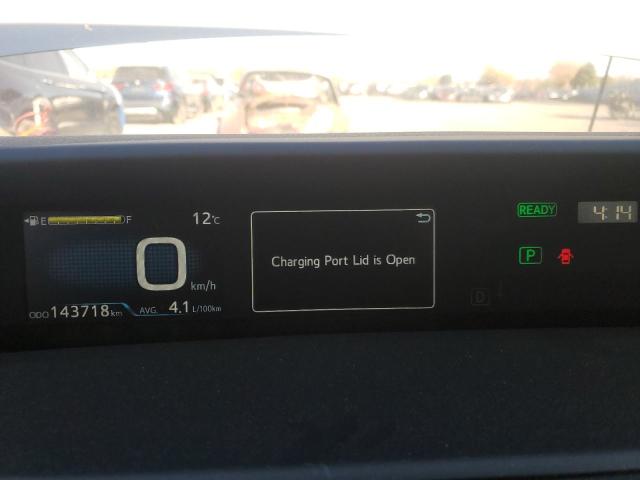 E F 12°C
0 km/h
ODO 143718 km AVG. 4.1 L/100km
Charging Port Lid is Open
READY 4:14
P
D